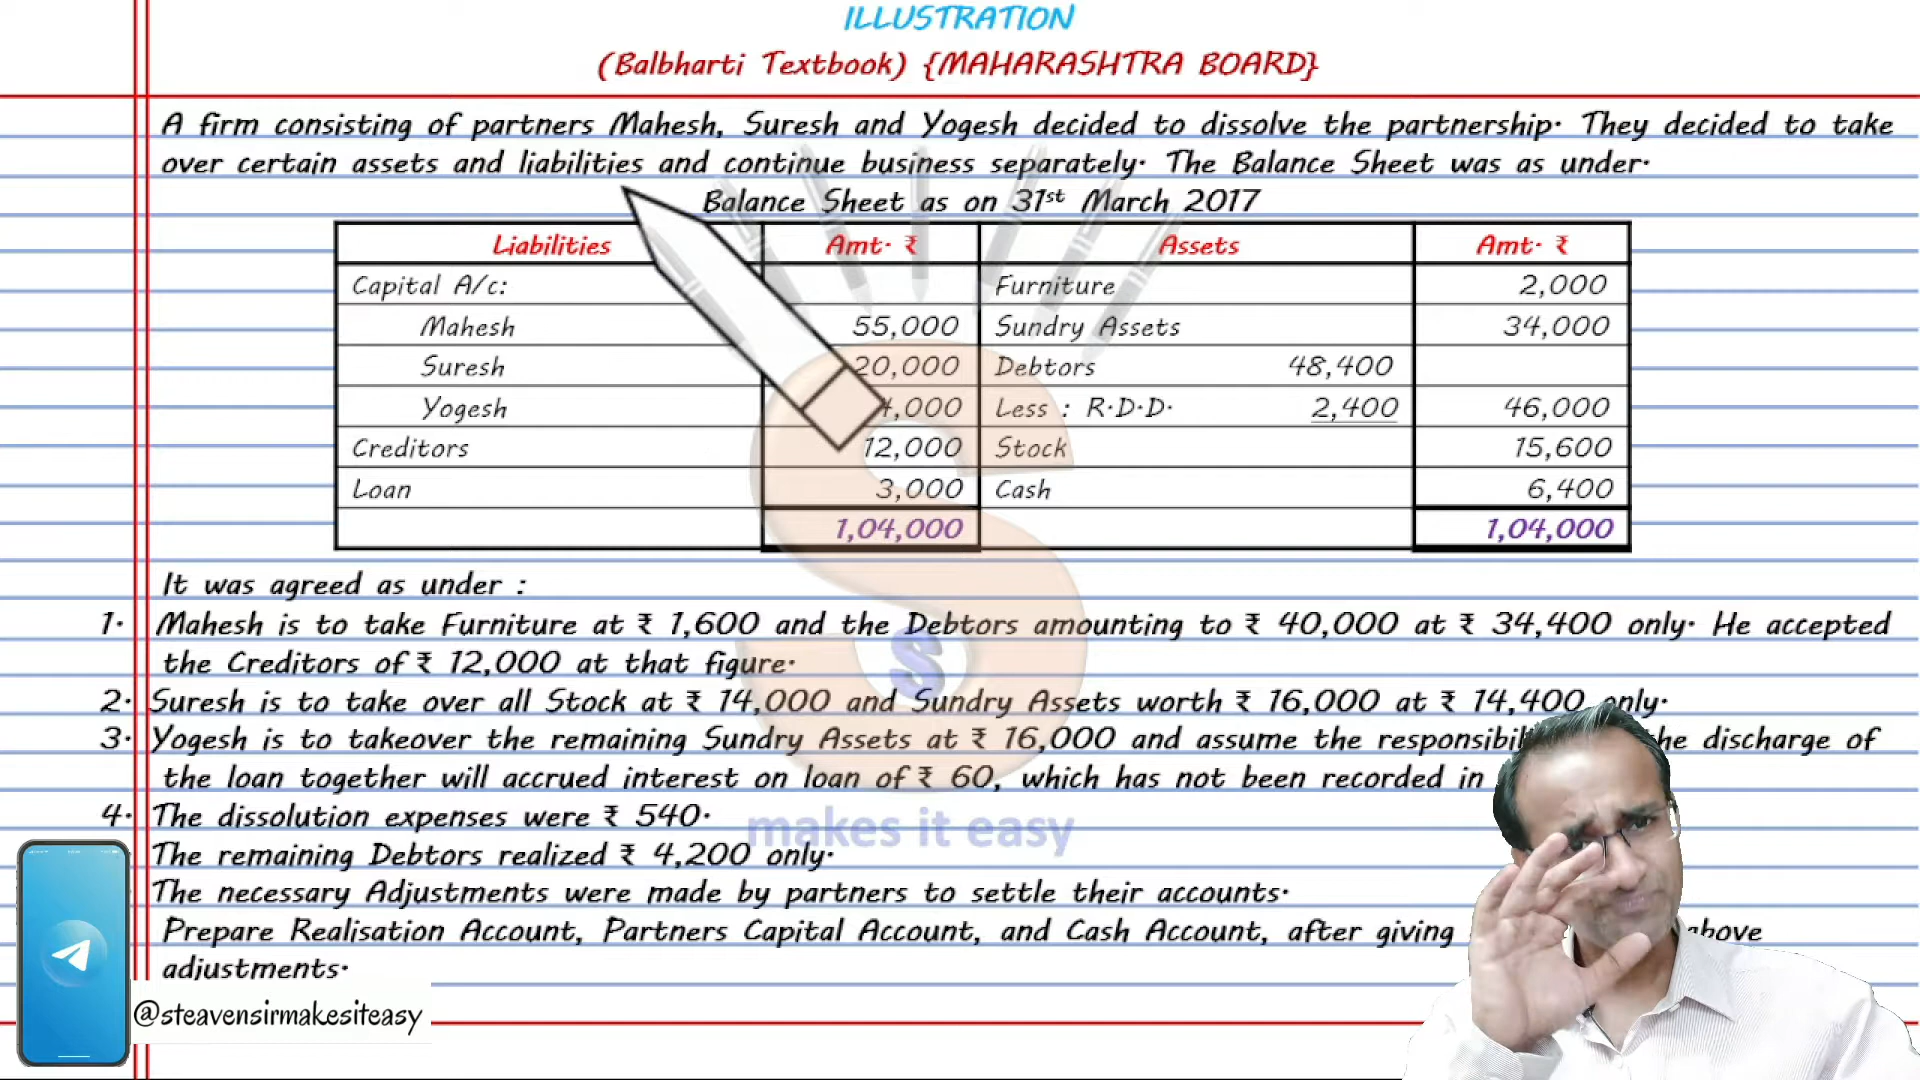 ILLUSTRATION
(Balbharti Textbook) {MAHARASHTRA BOARD}
A firm consisting of partners Mahesh, Suresh and Yogesh decided to dissolve the partnership. They decided to take
over certain assets and liabilities and continue business separately. The Balance Sheet was as under.
Balance Sheet as on 31st March 2017
Liabilities Amt. ₹ Assets Amt. ₹
Capital A/c: Furniture 2,000
Mahesh 55,000 Sundry Assets 34,000
Suresh 20,000 Debtors 48,400
Yogesh 4,000 Less : R.D.D. 2,400 46,000
Creditors 12,000 Stock 15,600
Loan 3,000 Cash 6,400
1,04,000 1,04,000
It was agreed as under :
1. Mahesh is to take Furniture at ₹ 1,600 and the Debtors amounting to ₹ 40,000 at ₹ 34,400 only. He accepted
the Creditors of ₹ 12,000 at that figure.
2. Suresh is to take over all Stock at ₹ 14,000 and Sundry Assets worth ₹ 16,000 at ₹ 14,400 only.
3. Yogesh is to takeover the remaining Sundry Assets at ₹ 16,000 and assume the the discharge of
the loan together will accrued interest on loan of ₹ 60, which has not been recorded in
4. The dissolution expenses were ₹ 540.
makes it easy
The remaining Debtors realized ₹ 4,200 only.
The necessary Adjustments were made by partners to settle their accounts.
Prepare Realisation Account, Partners Capital Account, and Cash Account, after giving above
adjustments.
@steavensirmakesiteasy